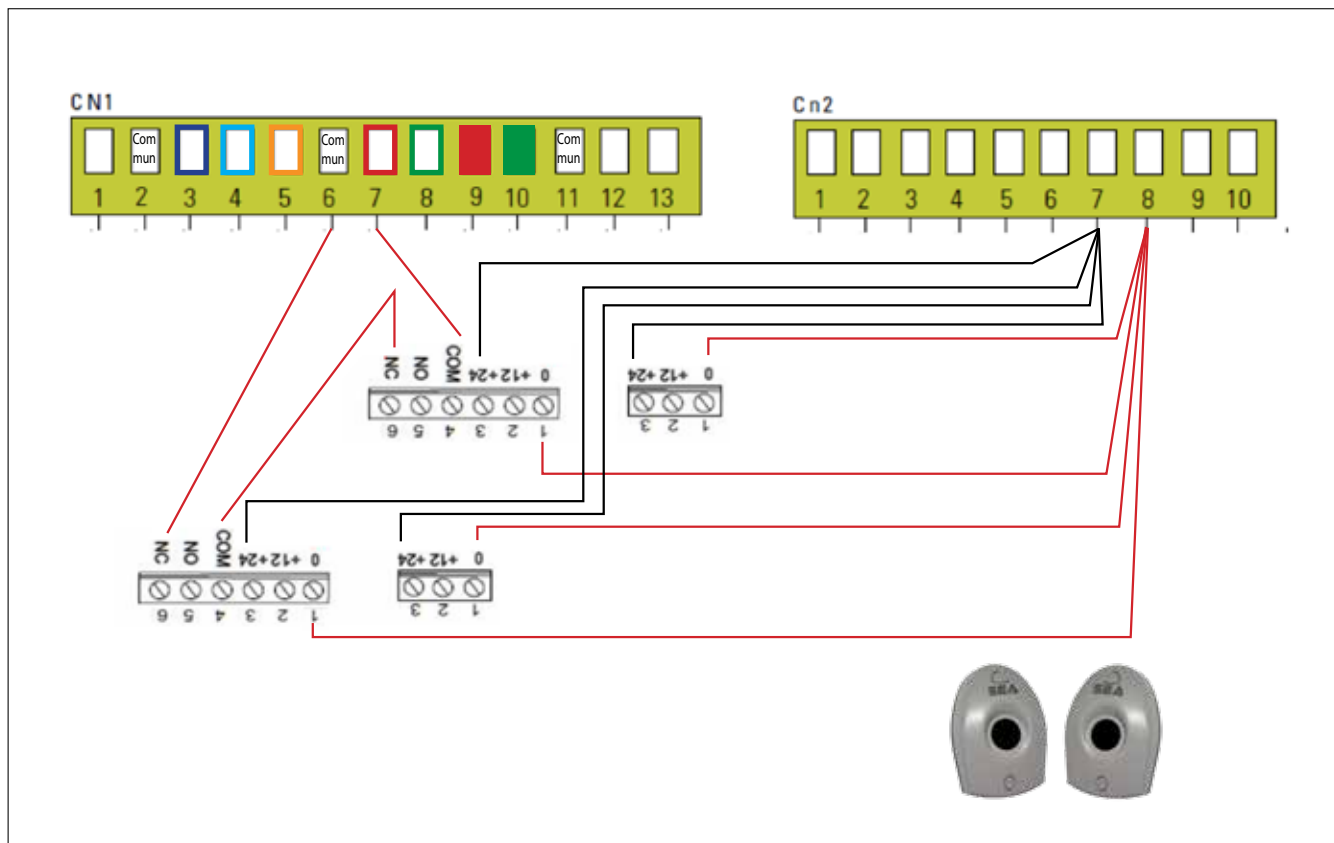 CN1
Cn2
Com
mun
Com
mun
Com
mun
1 2 3 4 5 6 7 8 9 10 11 12 13
1 2 3 4 5 6 7 8 9 10
NC NO COM +24 +12 0
6 5 4 3 2 1
+24 +12 0
3 2 1
NC NO COM +24 +12 0
6 5 4 3 2 1
+24 +12 0
3 2 1
SEA
SEA